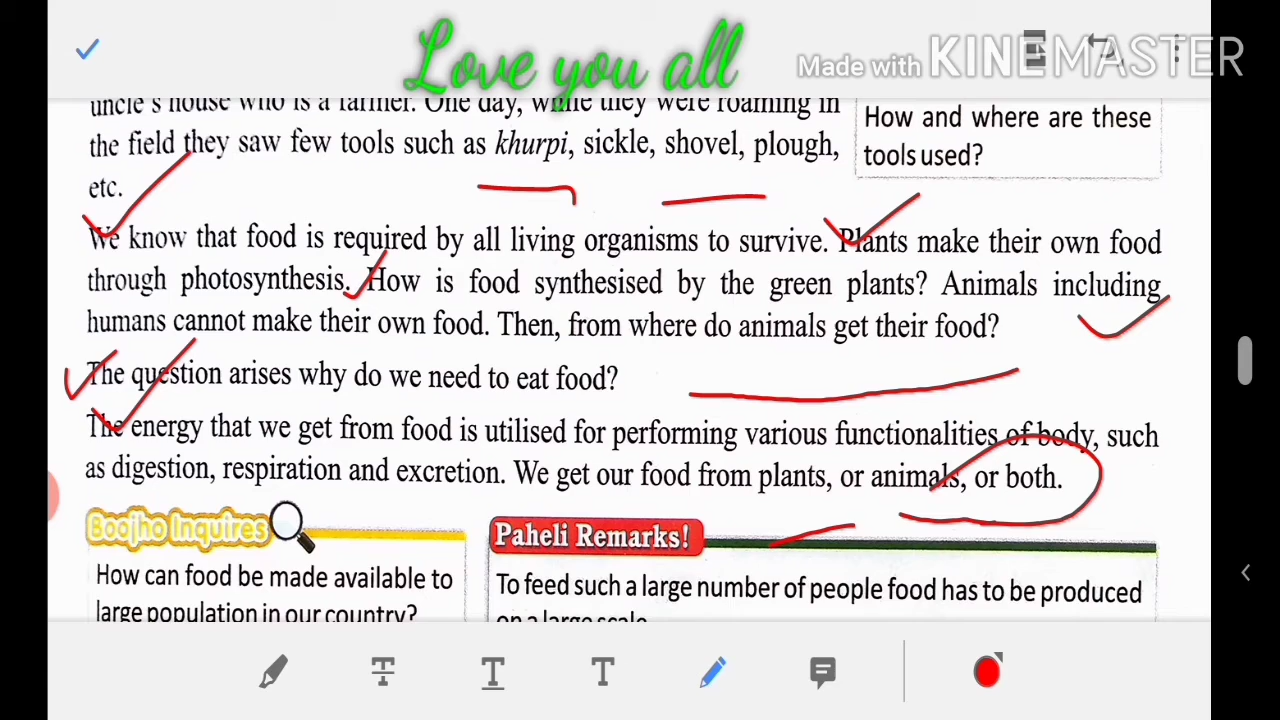 Love you all
Made with KINEMASTER
uncle's house who is a farmer. One day, while they were roaming in
the field they saw few tools such as khurpi, sickle, shovel, plough,
etc.
How and where are these
tools used?
We know that food is required by all living organisms to survive. Plants make their own food
through photosynthesis. How is food synthesised by the green plants? Animals including
humans cannot make their own food. Then, from where do animals get their food?
The question arises why do we need to eat food?
The energy that we get from food is utilised for performing various functionalities of body, such
as digestion, respiration and excretion. We get our food from plants, or animals, or both.
Boojho Inquires
How can food be made available to
large population in our country?
Paheli Remarks!
To feed such a large number of people food has to be produced
on a large scale
T
T
T